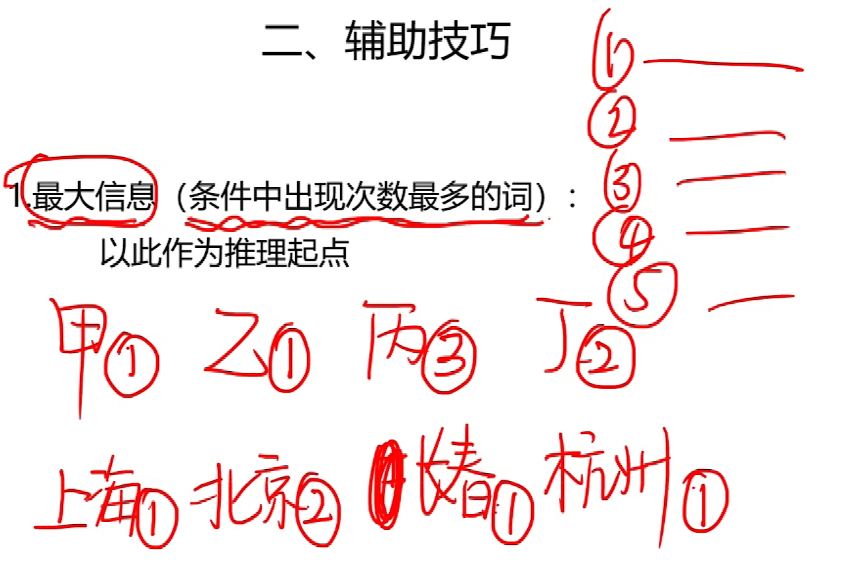 二、辅助技巧
①
②
1.最大信息（条件中出现次数最多的词）：
③
④
以此作为推理起点
⑤
甲① 乙① 丙③ 丁②
上海① 北京② 长春① 杭州①